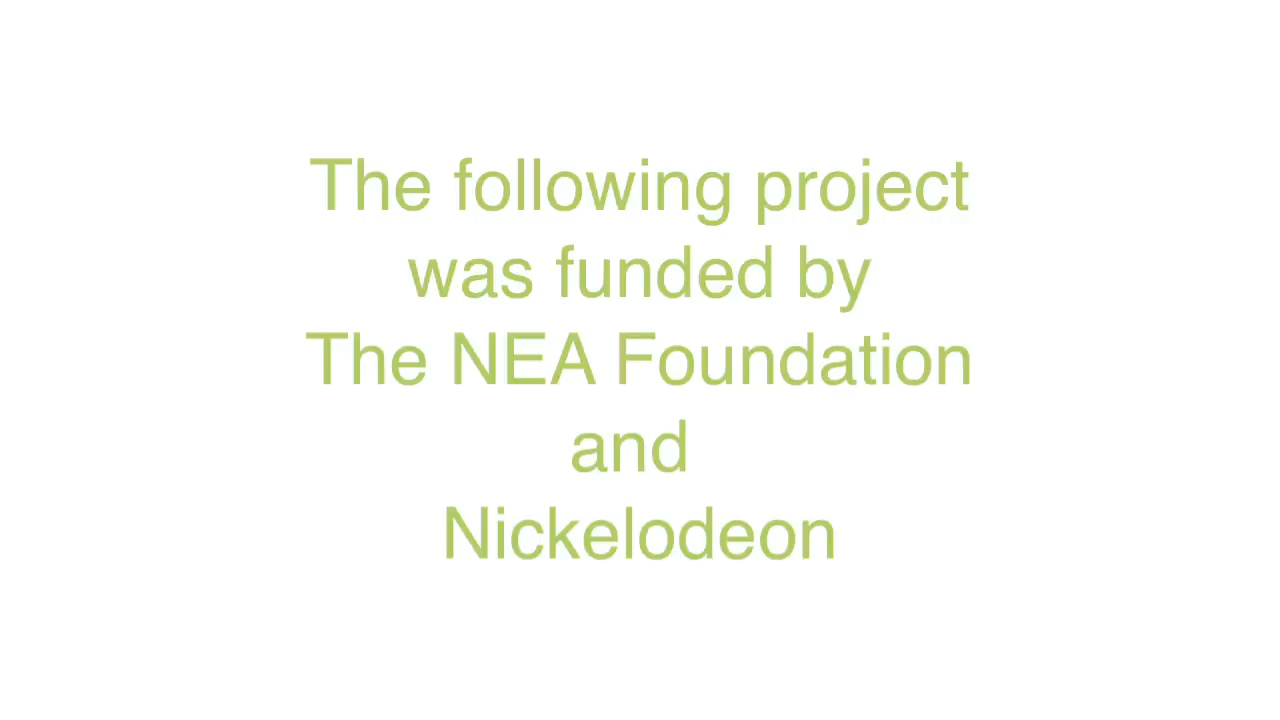 The following project
was funded by
The NEA Foundation
and
Nickelodeon